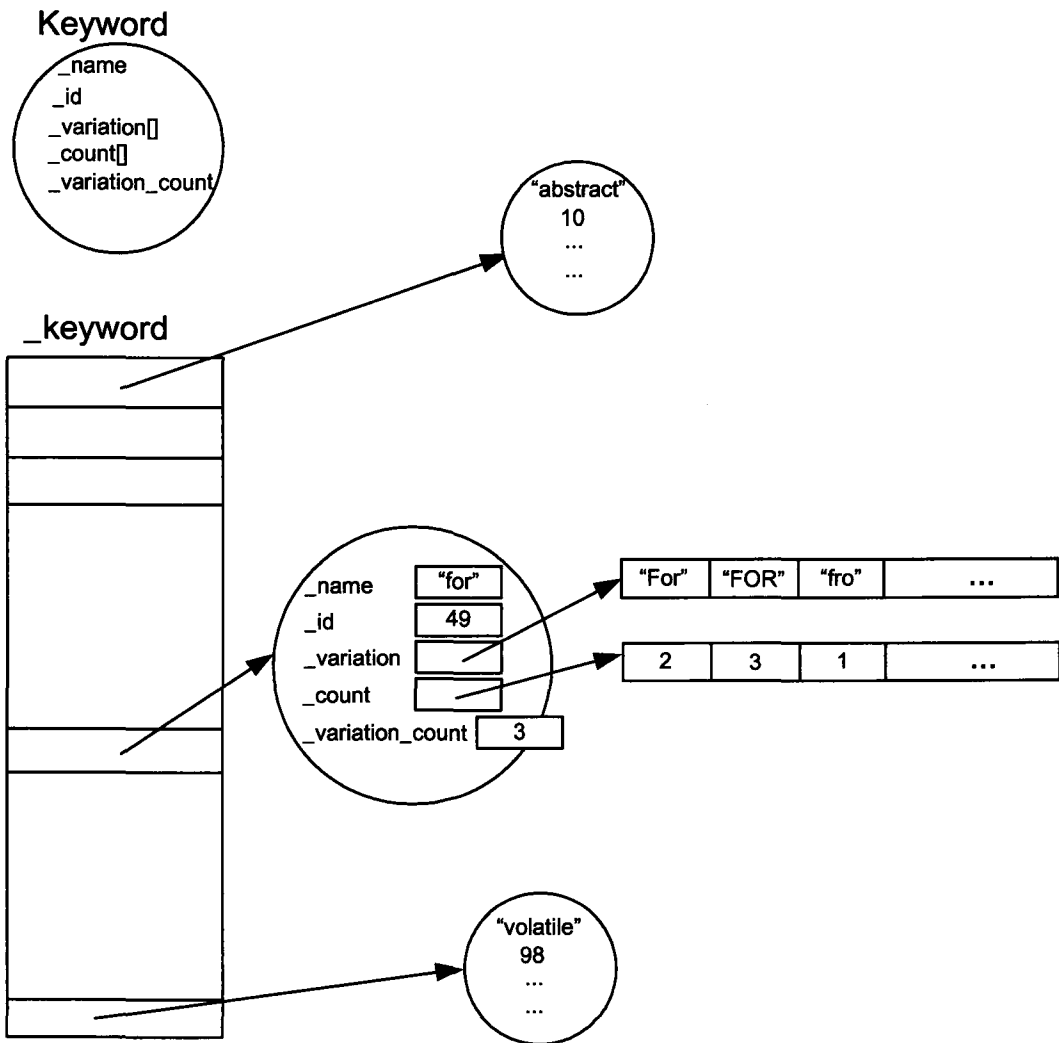 Keyword
_name
_id
_variation[]
_count[]
_variation_count
“abstract”
10
...
...
_keyword
_name “for”
_id 49
_variation
_count
_variation_count 3
“For” “FOR” “fro” ...
2 3 1 ...
“volatile”
98
...
...